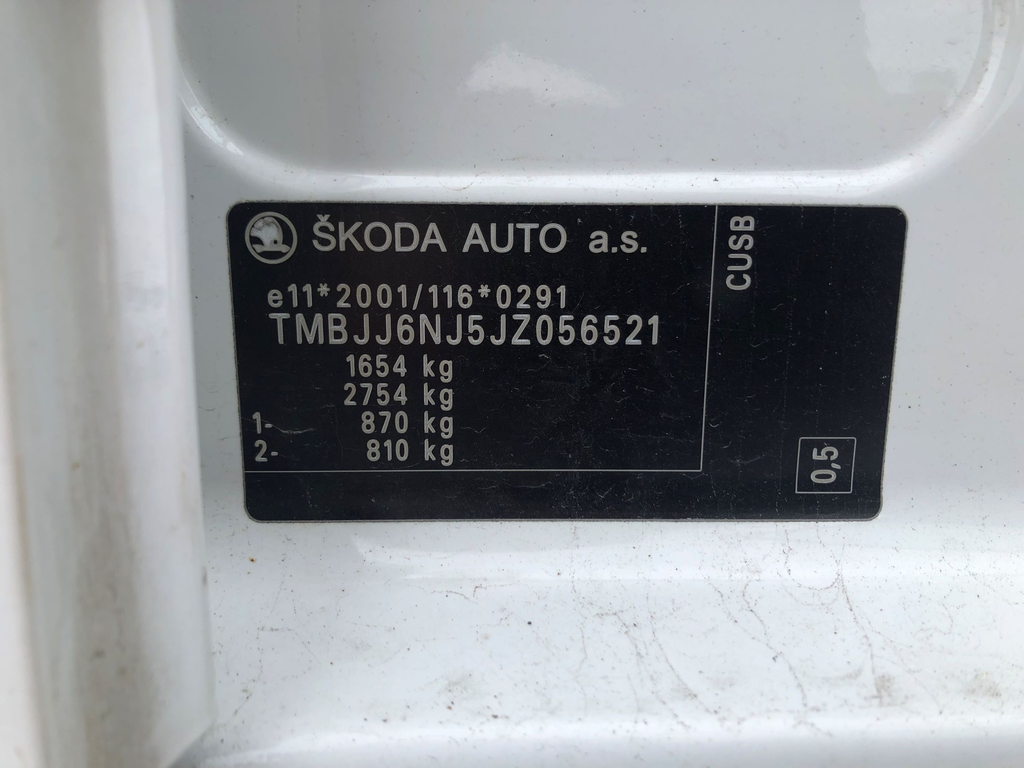 ŠKODA AUTO a.s.
e11*2001/116*0291
TMBJJ6NJ5JZ056521
1654 kg
2754 kg
1- 870 kg
2- 810 kg
CUSB
0,5